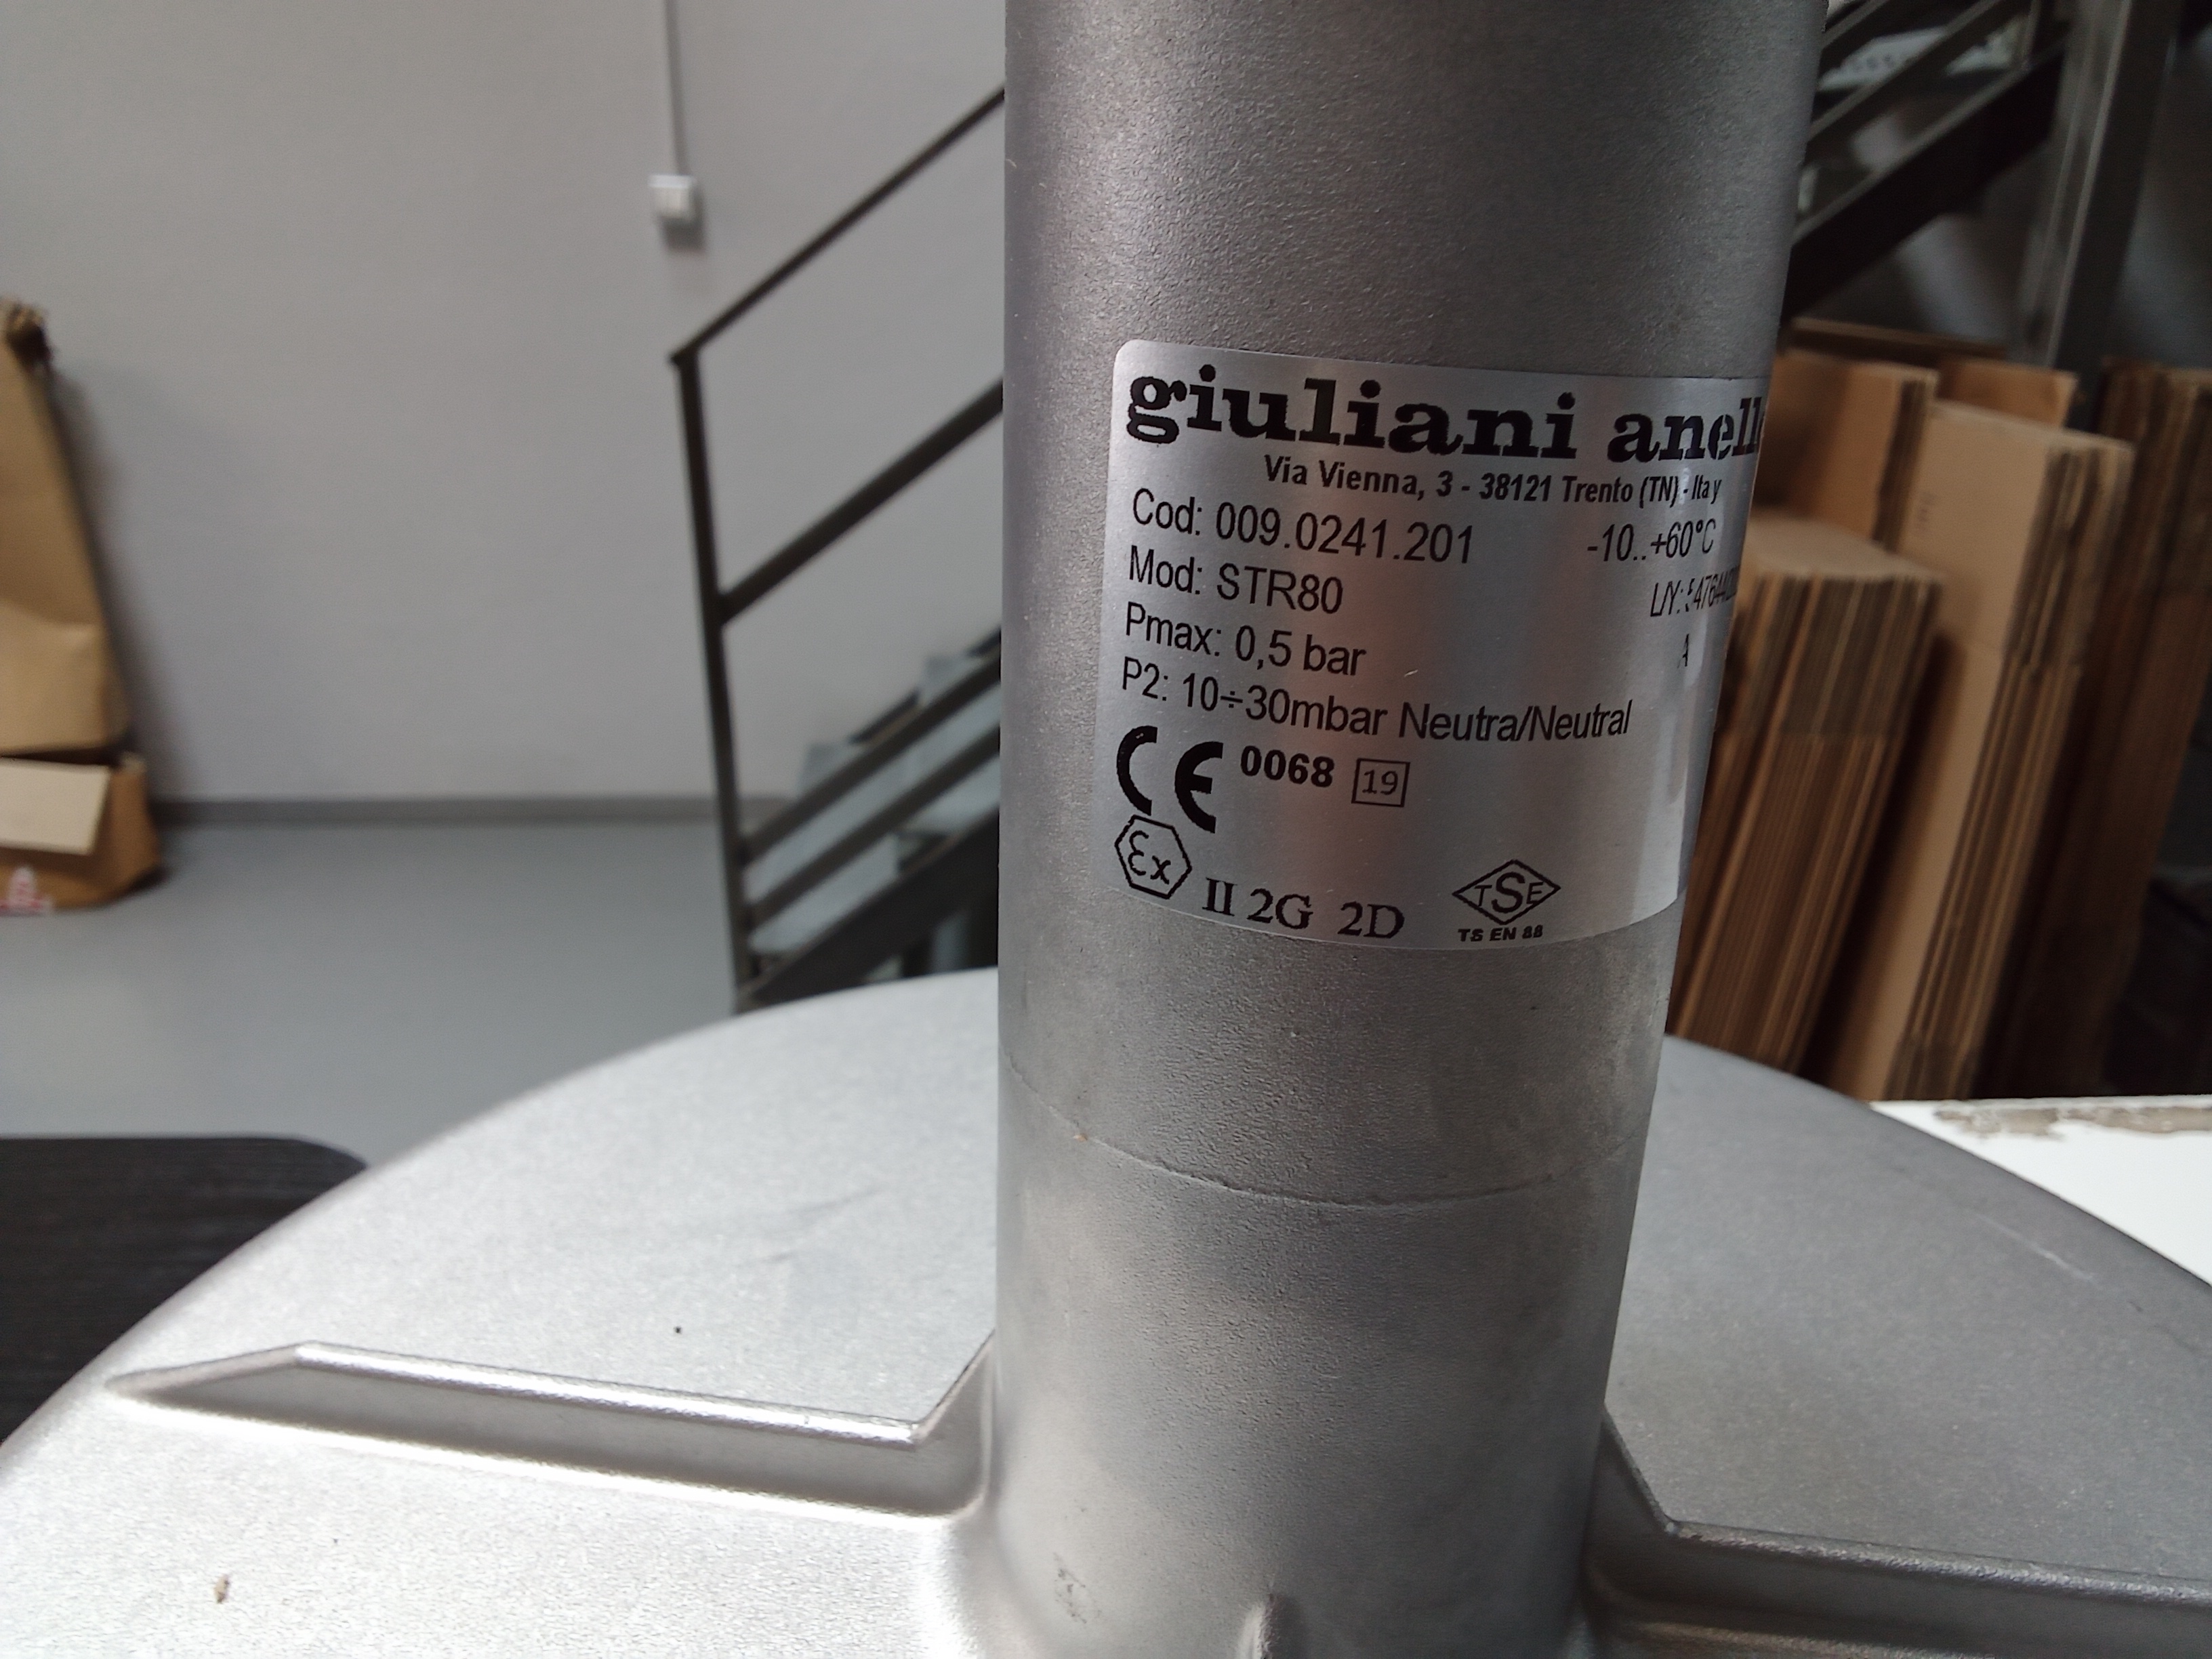 giuliani anell
Via Vienna, 3 - 38121 Trento (TN) - Ita y
Cod: 009.0241.201 -10..+60°C
Mod: STR80 L/Y:
Pmax: 0,5 bar A
P2: 10÷30mbar Neutra/Neutral
CE 0068 19
Ex II 2G 2D TSE
TS EN 88